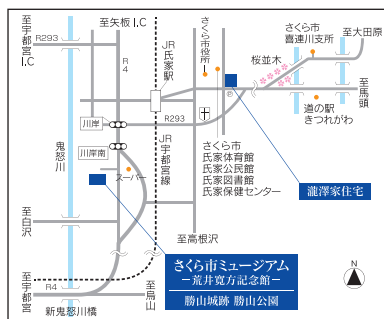 至宇都宮I.C
至矢板I.C
R293
R4
JR氏家駅
さくら市役所
さくら市
喜連川支所
至大田原
桜並木
至馬頭
道の駅
きつれがわ
P
川岸
R293
川岸南
鬼怒川
スーパー
JR宇都宮線
さくら市
氏家体育館
氏家公民館
氏家図書館
氏家保健センター
瀧澤家住宅
至白沢
至高根沢
さくら市ミュージアム
―荒井寛方記念館―
勝山城跡 勝山公園
至宇都宮
R4
新鬼怒川橋
至烏山
N